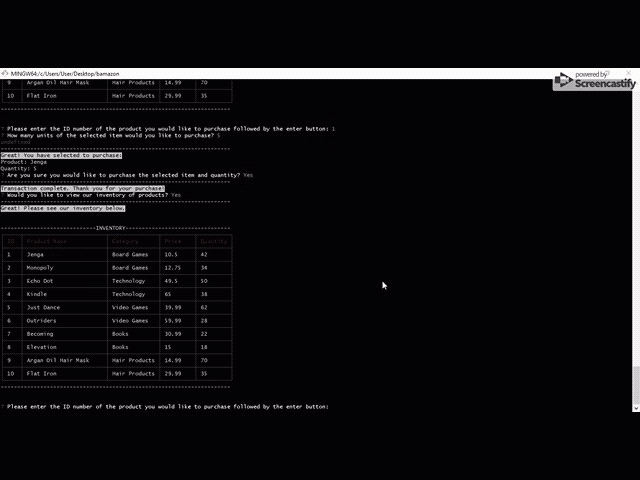 MINGW64:/c/Users/User/Desktop/bamazon
powered by
Screencastify
9 Argan Oil Hair Mask Hair Products 14.99 70
10 Flat Iron Hair Products 29.99 35
? Please enter the ID number of the product you would like to purchase followed by the enter button: 1
? How many units of the selected item would you like to purchase? 5
undefined
Great! You have selected to purchase:
Product: Jenga
Quantity: 5
? Are you sure you would like to purchase the selected item and quantity? Yes
Transaction complete. Thank you for your purchase!
? Would you like to view our inventory of products? Yes
Great! Please see our inventory below.
INVENTORY
ID Product Name Category Price Quantity
1 Jenga Board Games 10.5 42
2 Monopoly Board Games 12.75 34
3 Echo Dot Technology 49.5 50
4 Kindle Technology 65 38
5 Just Dance Video Games 39.99 62
6 Outriders Video Games 59.99 28
7 Becoming Books 30.99 22
8 Elevation Books 15 18
9 Argan Oil Hair Mask Hair Products 14.99 70
10 Flat Iron Hair Products 29.99 35
? Please enter the ID number of the product you would like to purchase followed by the enter button: